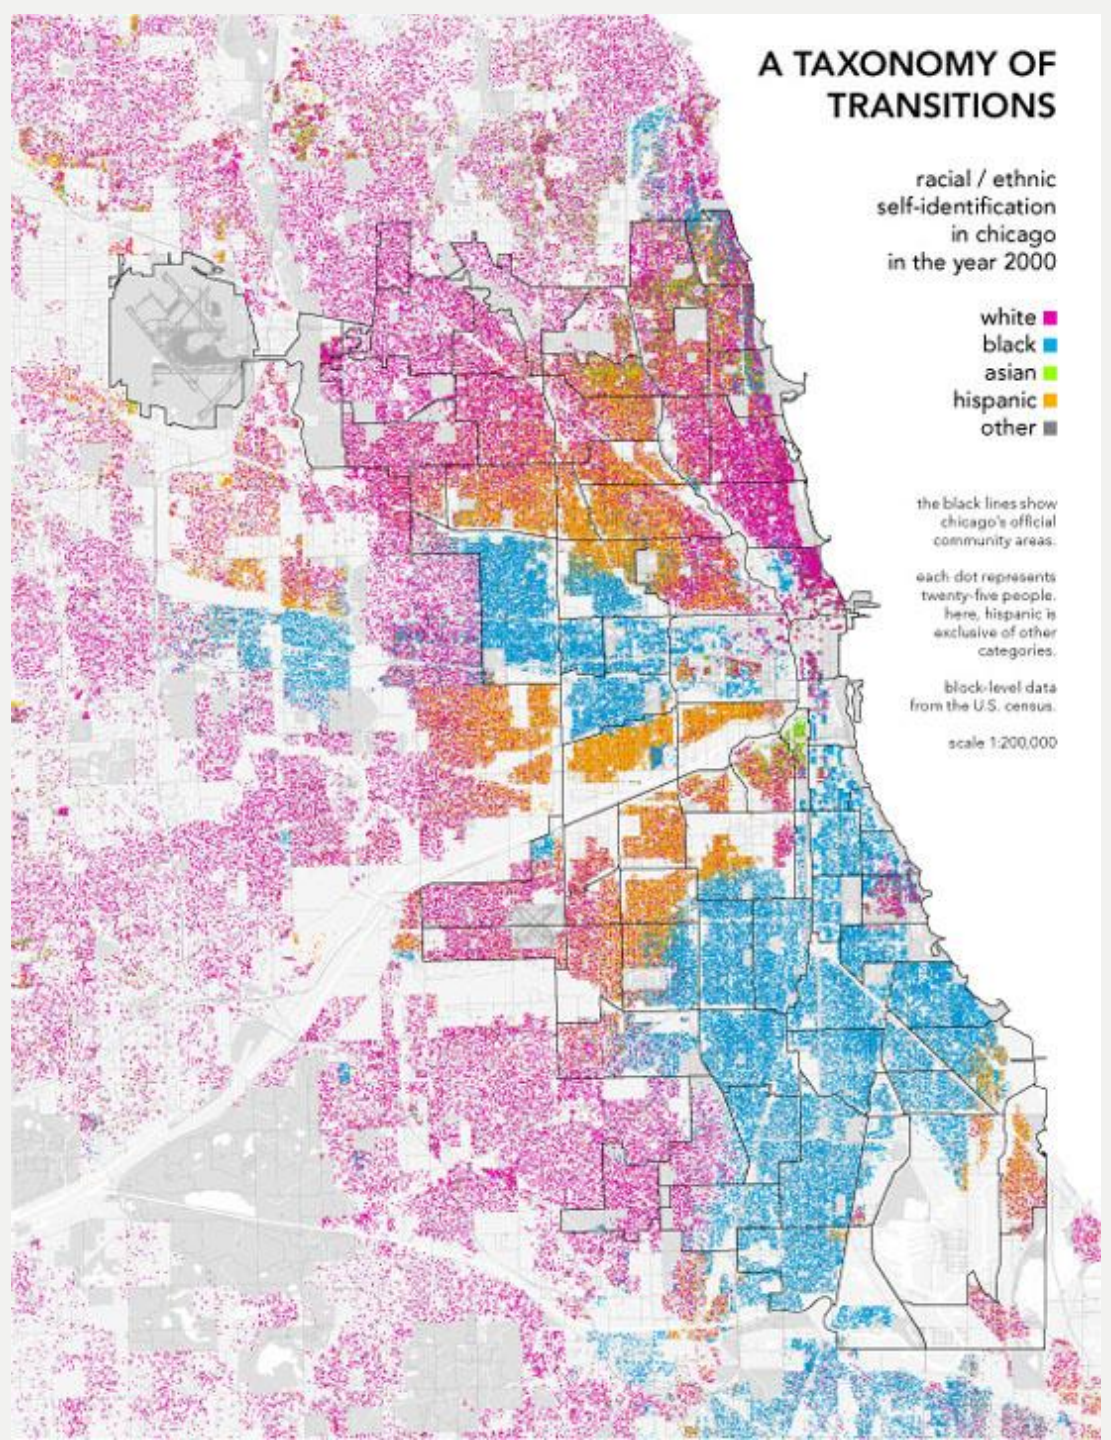 A TAXONOMY OF
TRANSITIONS
racial / ethnic
self-identification
in chicago
in the year 2000
white
black
asian
hispanic
other
the black lines show
chicago's official
community areas.
each dot represents
twenty-five people.
here, hispanic is
exclusive of other
categories.
block-level data
from the U.S. census.
scale 1:200,000